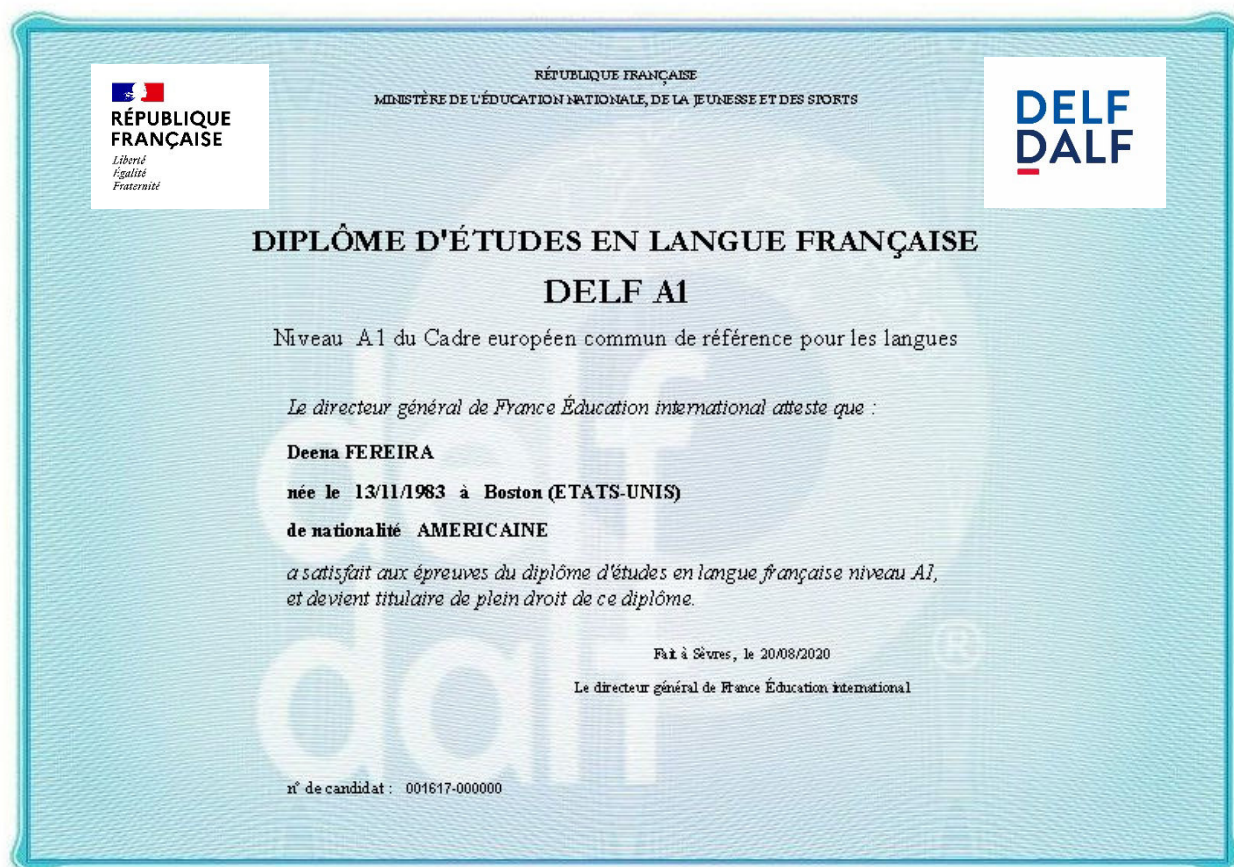 RÉPUBLIQUE FRANÇAISE
MINISTÈRE DE L'ÉDUCATION NATIONALE, DE LA JEUNESSE ET DES SPORTS
RÉPUBLIQUE
FRANÇAISE
Liberté
Égalité
Fraternité
DELF
DALF
DIPLÔME D'ÉTUDES EN LANGUE FRANÇAISE
DELF A1
Niveau A1 du Cadre européen commun de référence pour les langues
Le directeur général de France Éducation international atteste que :
Deena FEREIRA
née le 13/11/1983 à Boston (ETATS-UNIS)
de nationalité AMERICAINE
a satisfait aux épreuves du diplôme d'études en langue française niveau A1,
et devient titulaire de plein droit de ce diplôme.
Fait à Sèvres, le 20/08/2020
Le directeur général de France Éducation international
n° de candidat : 001617-000000
delf
dalf
®